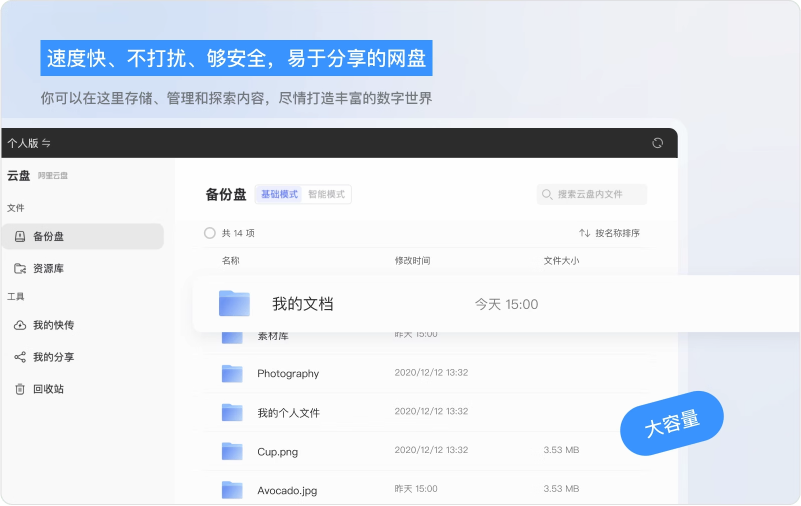 速度快、不打扰、够安全，易于分享的网盘
你可以在这里存储、管理和探索内容，尽情打造丰富的数字世界
个人版
云盘 阿里云盘
文件
备份盘
资源库
工具
我的快传
我的分享
回收站
备份盘 基础模式 智能模式 搜索云盘内文件
共 14 项 按名称排序
名称 修改时间 文件大小
我的文档 今天 15:00
素材库 昨天 15:00
Photography 2020/12/12 13:32
我的个人文件 2020/12/12 13:32
Cup.png 2020/12/12 13:32 3.53 MB
Avocado.jpg 昨天 15:00 3.53 MB
大容量